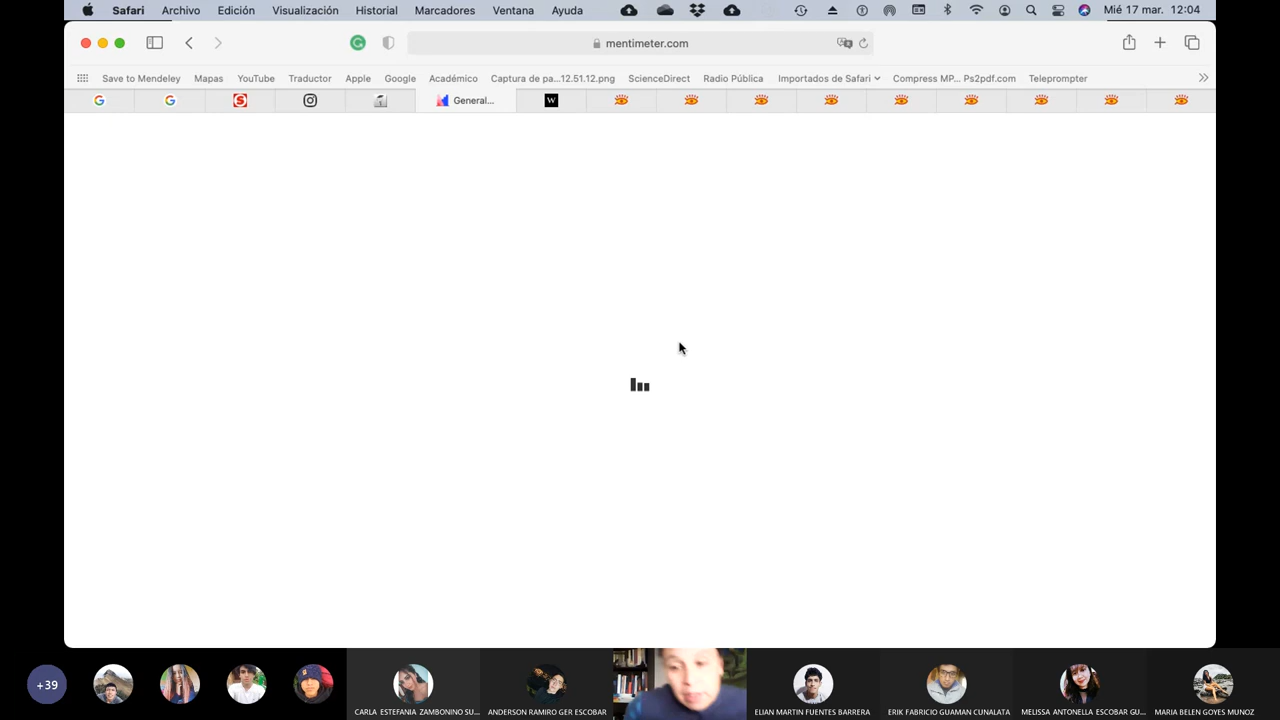 Safari Archivo Edición Visualización Historial Marcadores Ventana Ayuda Mié 17 mar. 12:04
mentimeter.com
Save to Mendeley Mapas YouTube Traductor Apple Google Académico Captura de pa...12.51.12.png ScienceDirect Radio Pública Importados de Safari Compress MP... Ps2pdf.com Teleprompter
S General... W
+39
CARLA ESTEFANIA ZAMBONINO SU... ANDERSON RAMIRO GER ESCOBAR ELIAN MARTIN FUENTES BARRERA ERIK FABRICIO GUAMAN CUNALATA MELISSA ANTONELLA ESCOBAR GU... MARIA BELEN GOYES MUNOZ